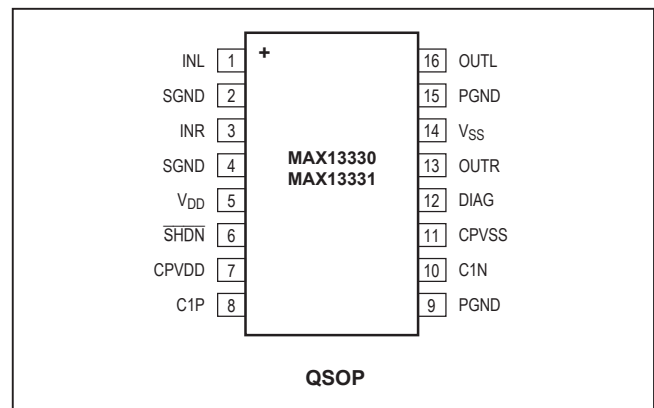 INL 1 + 16 OUTL
SGND 2 15 PGND
INR 3 14 VSS
SGND 4 MAX13330 13 OUTR
MAX13331
VDD 5 12 DIAG
SHDN 6 11 CPVSS
CPVDD 7 10 C1N
C1P 8 9 PGND
QSOP